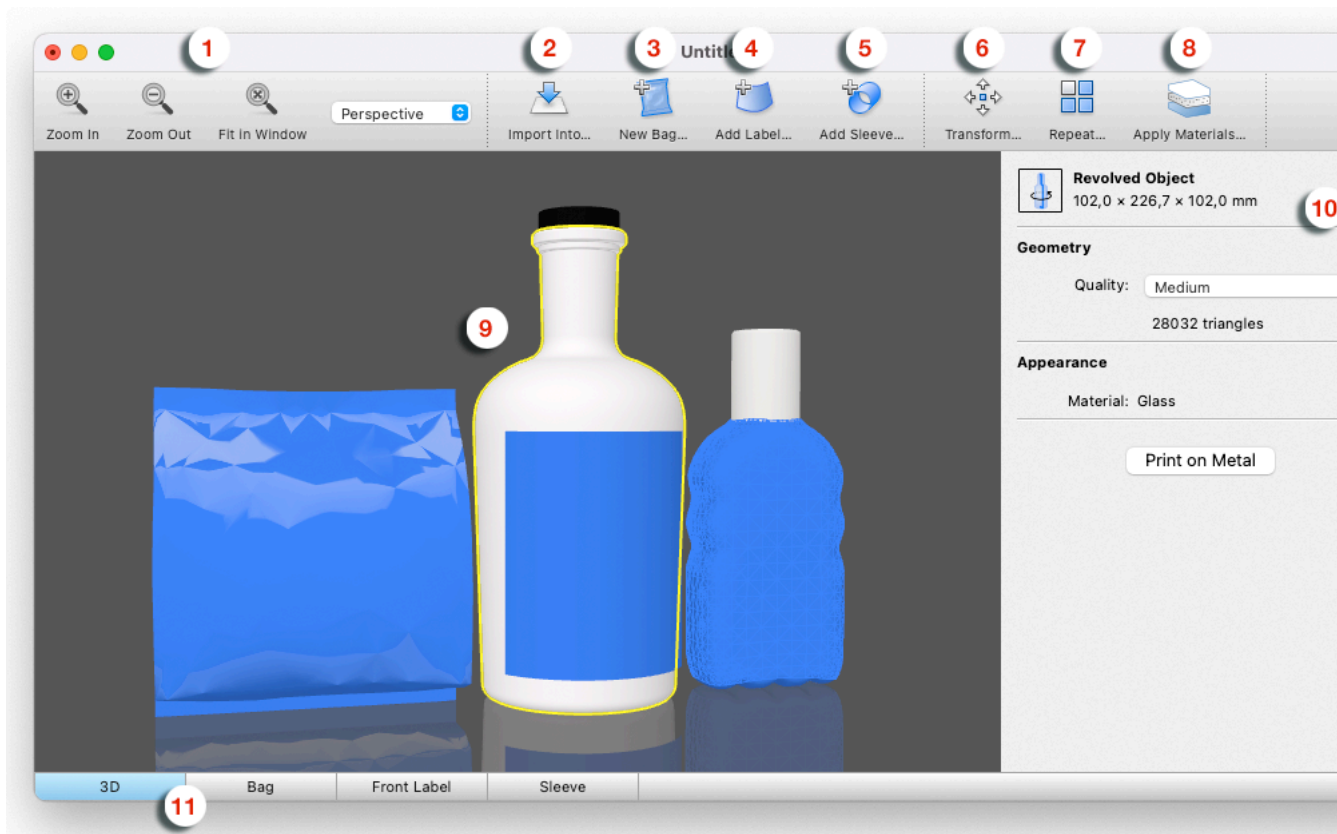 1
2
3
4
5
6
7
8
Zoom In
Zoom Out
Fit in Window
Perspective
Import Into...
New Bag...
Add Label...
Add Sleeve...
Transform...
Repeat...
Apply Materials...
Revolved Object
102,0 × 226,7 × 102,0 mm
10
Geometry
Quality: Medium
28032 triangles
9
Appearance
Material: Glass
Print on Metal
3D
Bag
Front Label
Sleeve
11